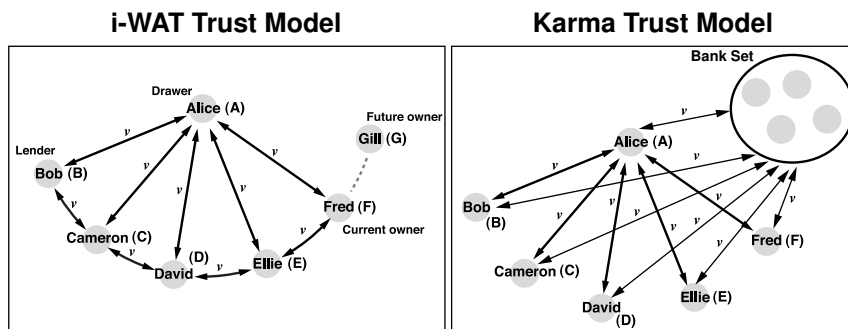 i-WAT Trust Model
Drawer
Alice (A)
Future owner
Gill (G)
Lender
Bob (B)
Fred (F)
Current owner
Cameron (C)
(D)
David
Ellie (E)
v
v
v
v
v
v
v
v
v
Karma Trust Model
Bank Set
Alice (A)
Bob
(B)
Fred (F)
Cameron (C)
Ellie (E)
David
(D)
v
v
v
v
v
v
v
v
v
v
v